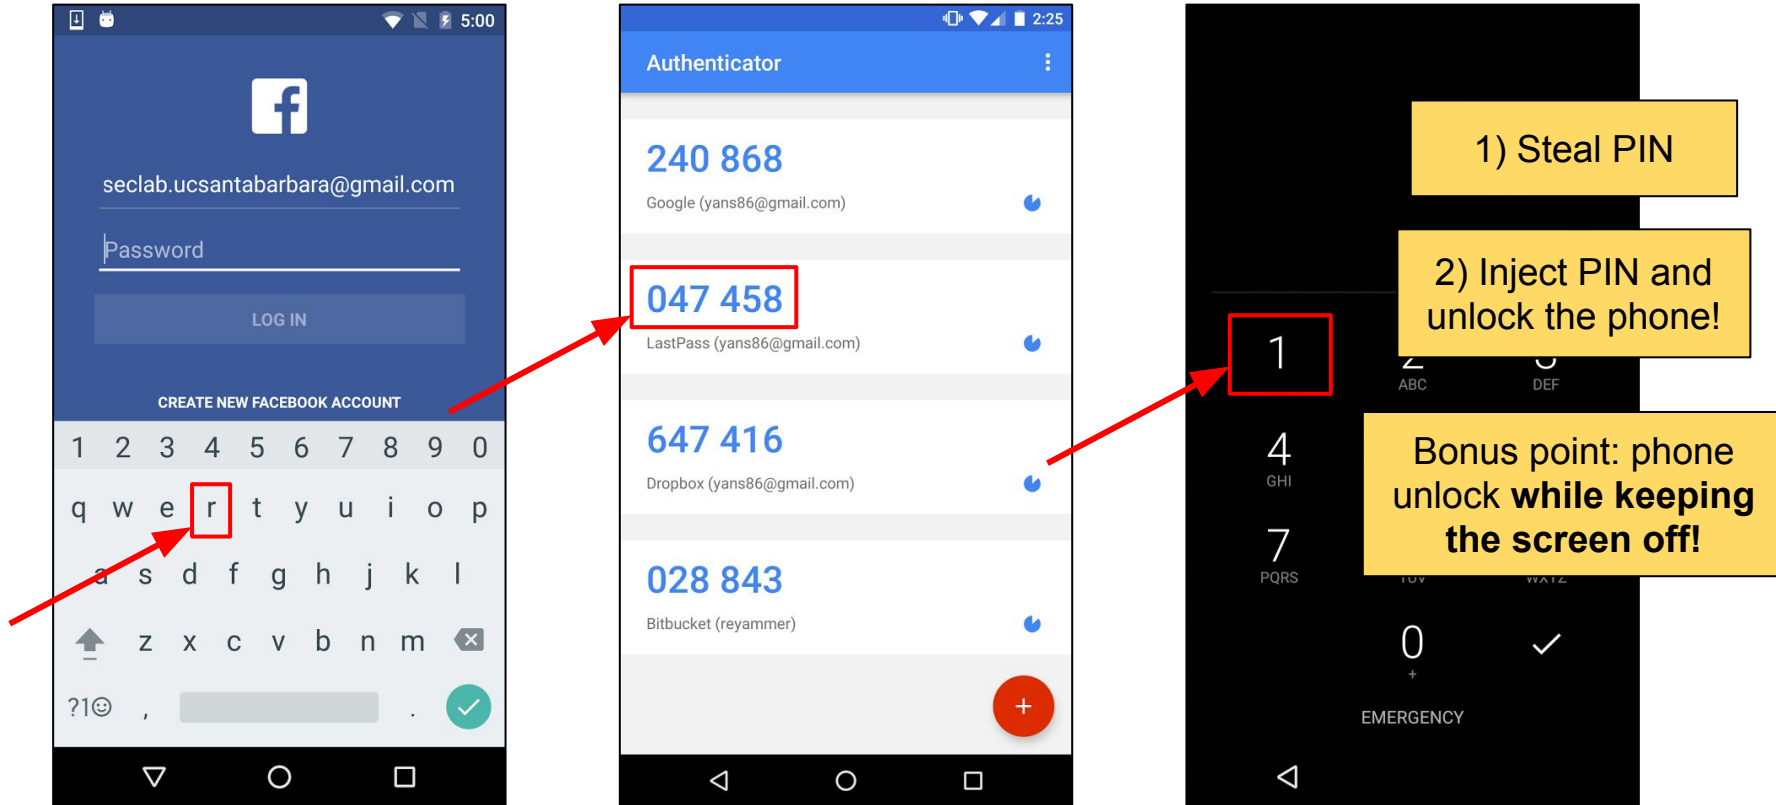 5:00
f
seclab.ucsantabarbara@gmail.com
Password
LOG IN
CREATE NEW FACEBOOK ACCOUNT
1 2 3 4 5 6 7 8 9 0
q w e r t y u i o p
a s d f g h j k l
z x c v b n m
?1☺ , .
2:25
Authenticator
240 868
Google (yans86@gmail.com)
047 458
LastPass (yans86@gmail.com)
647 416
Dropbox (yans86@gmail.com)
028 843
Bitbucket (reyammer)
+
1) Steal PIN
2) Inject PIN and
unlock the phone!
1
ABC DEF
4
GHI
Bonus point: phone
unlock while keeping
the screen off!
7
PQRS
0
+
EMERGENCY